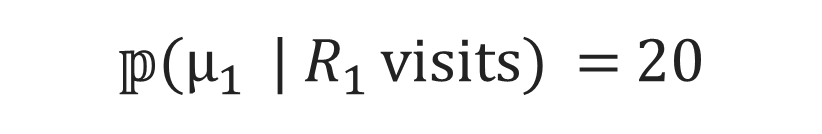 𝕡(μ₁ | R₁ visits) = 20